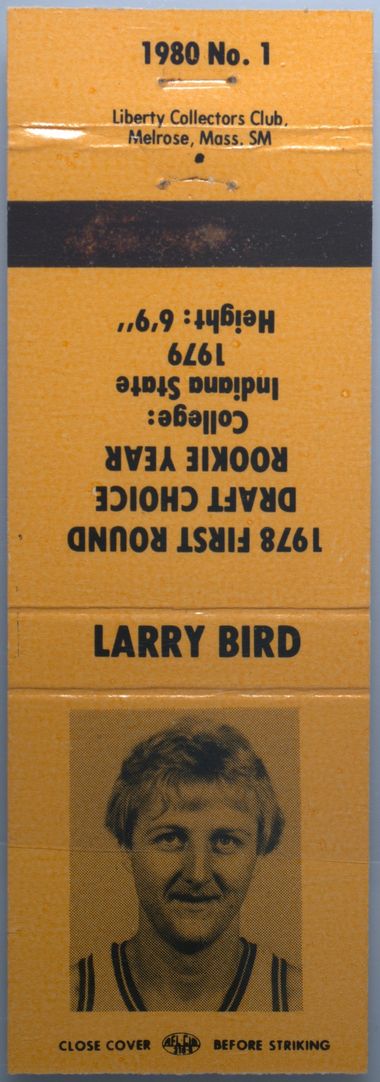 1980 No. 1
Liberty Collectors Club,
Melrose, Mass. SM
1978 FIRST ROUND
DRAFT CHOICE
ROOKIE YEAR
College:
Indiana State
1979
Height: 6'9"
LARRY BIRD
CLOSE COVER BEFORE STRIKING